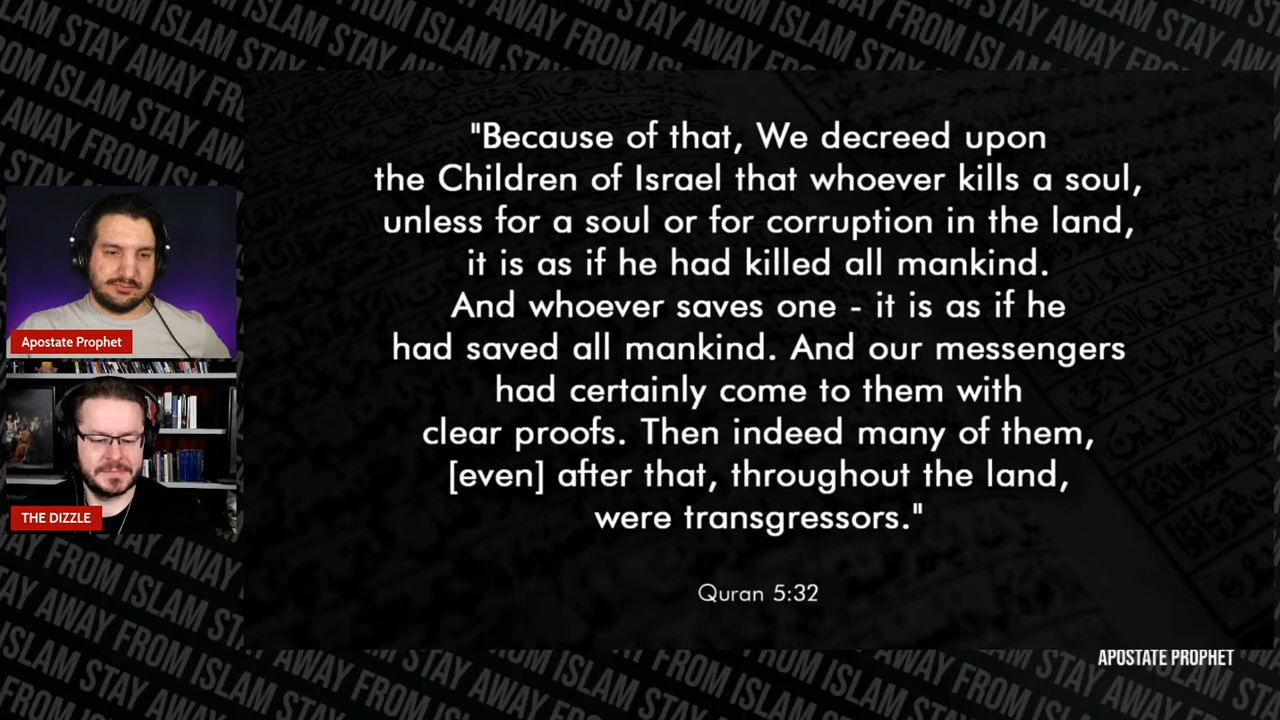 "Because of that, We decreed upon
the Children of Israel that whoever kills a soul,
unless for a soul or for corruption in the land,
it is as if he had killed all mankind.
And whoever saves one - it is as if he
had saved all mankind. And our messengers
had certainly come to them with
clear proofs. Then indeed many of them,
[even] after that, throughout the land,
were transgressors."
Quran 5:32
Apostate Prophet
THE DIZZLE
APOSTATE PROPHET
STAY AWAY FROM ISLAM